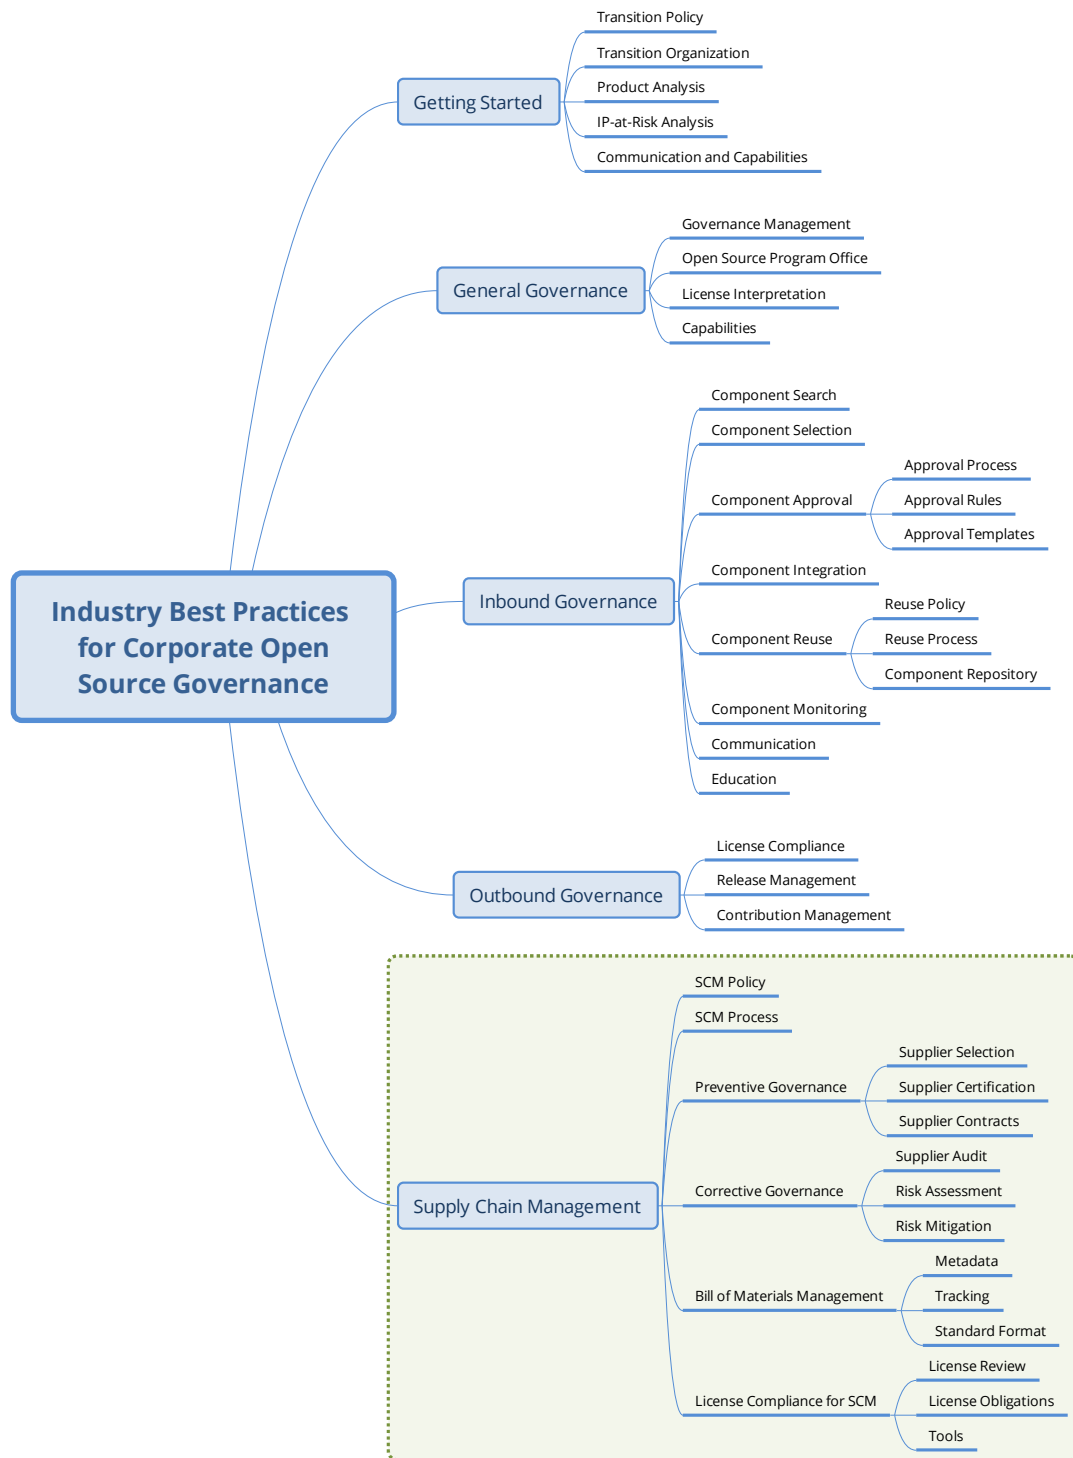 Industry Best Practices
for Corporate Open
Source Governance
Getting Started
Transition Policy
Transition Organization
Product Analysis
IP-at-Risk Analysis
Communication and Capabilities
General Governance
Governance Management
Open Source Program Office
License Interpretation
Capabilities
Inbound Governance
Component Search
Component Selection
Component Approval
Approval Process
Approval Rules
Approval Templates
Component Integration
Component Reuse
Reuse Policy
Reuse Process
Component Repository
Component Monitoring
Communication
Education
Outbound Governance
License Compliance
Release Management
Contribution Management
Supply Chain Management
SCM Policy
SCM Process
Preventive Governance
Supplier Selection
Supplier Certification
Supplier Contracts
Corrective Governance
Supplier Audit
Risk Assessment
Risk Mitigation
Bill of Materials Management
Metadata
Tracking
Standard Format
License Compliance for SCM
License Review
License Obligations
Tools